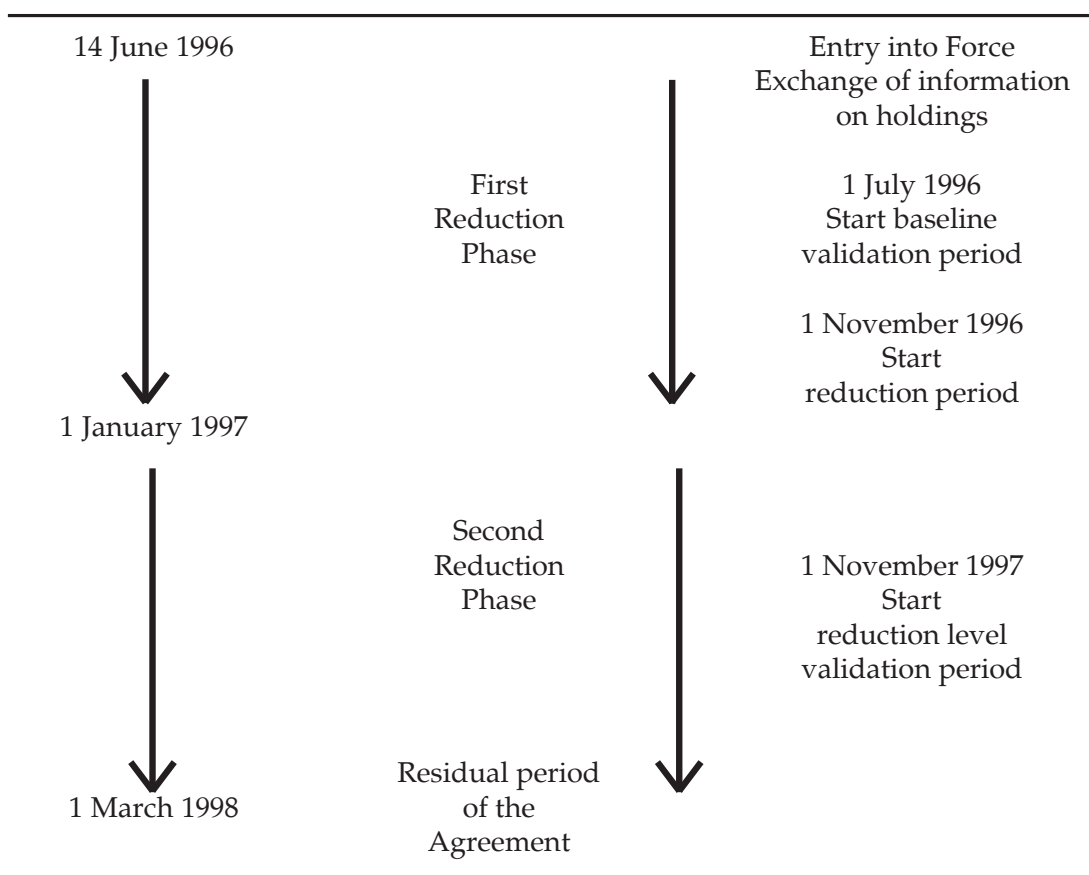 14 June 1996
Entry into Force
Exchange of information
on holdings
First
Reduction
Phase
1 July 1996
Start baseline
validation period
1 November 1996
Start
reduction period
1 January 1997
Second
Reduction
Phase
1 November 1997
Start
reduction level
validation period
1 March 1998
Residual period
of the
Agreement